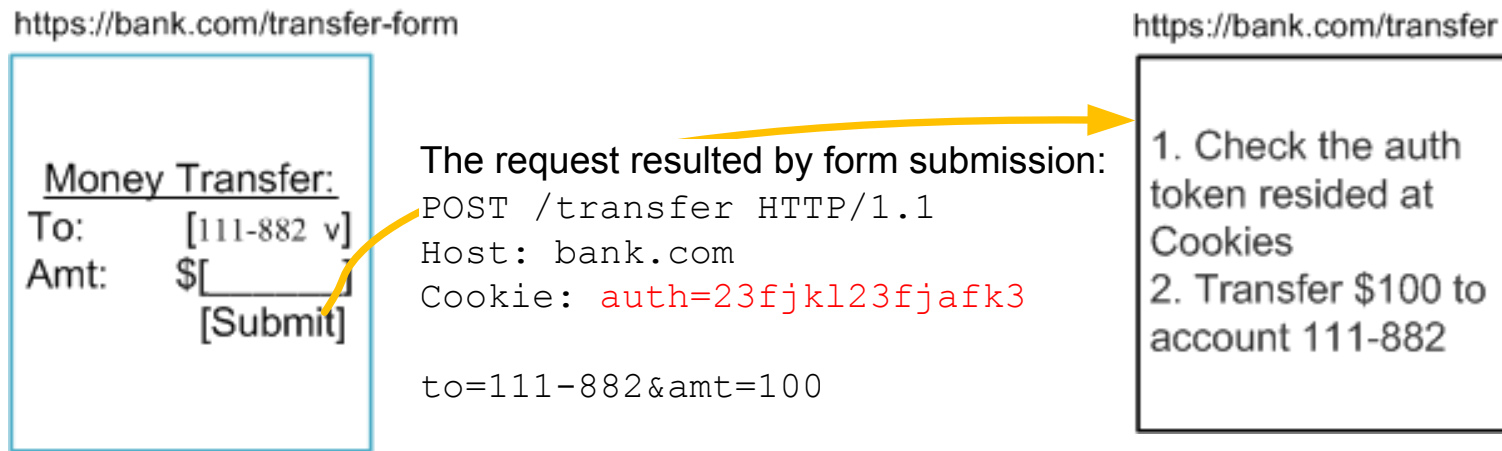 https://bank.com/transfer-form
Money Transfer:
To: [111-882 v]
Amt: $[_______]
[Submit]
The request resulted by form submission:
POST /transfer HTTP/1.1
Host: bank.com
Cookie: auth=23fjkl23fjafk3
to=111-882&amt=100
https://bank.com/transfer
1. Check the auth
token resided at
Cookies
2. Transfer $100 to
account 111-882